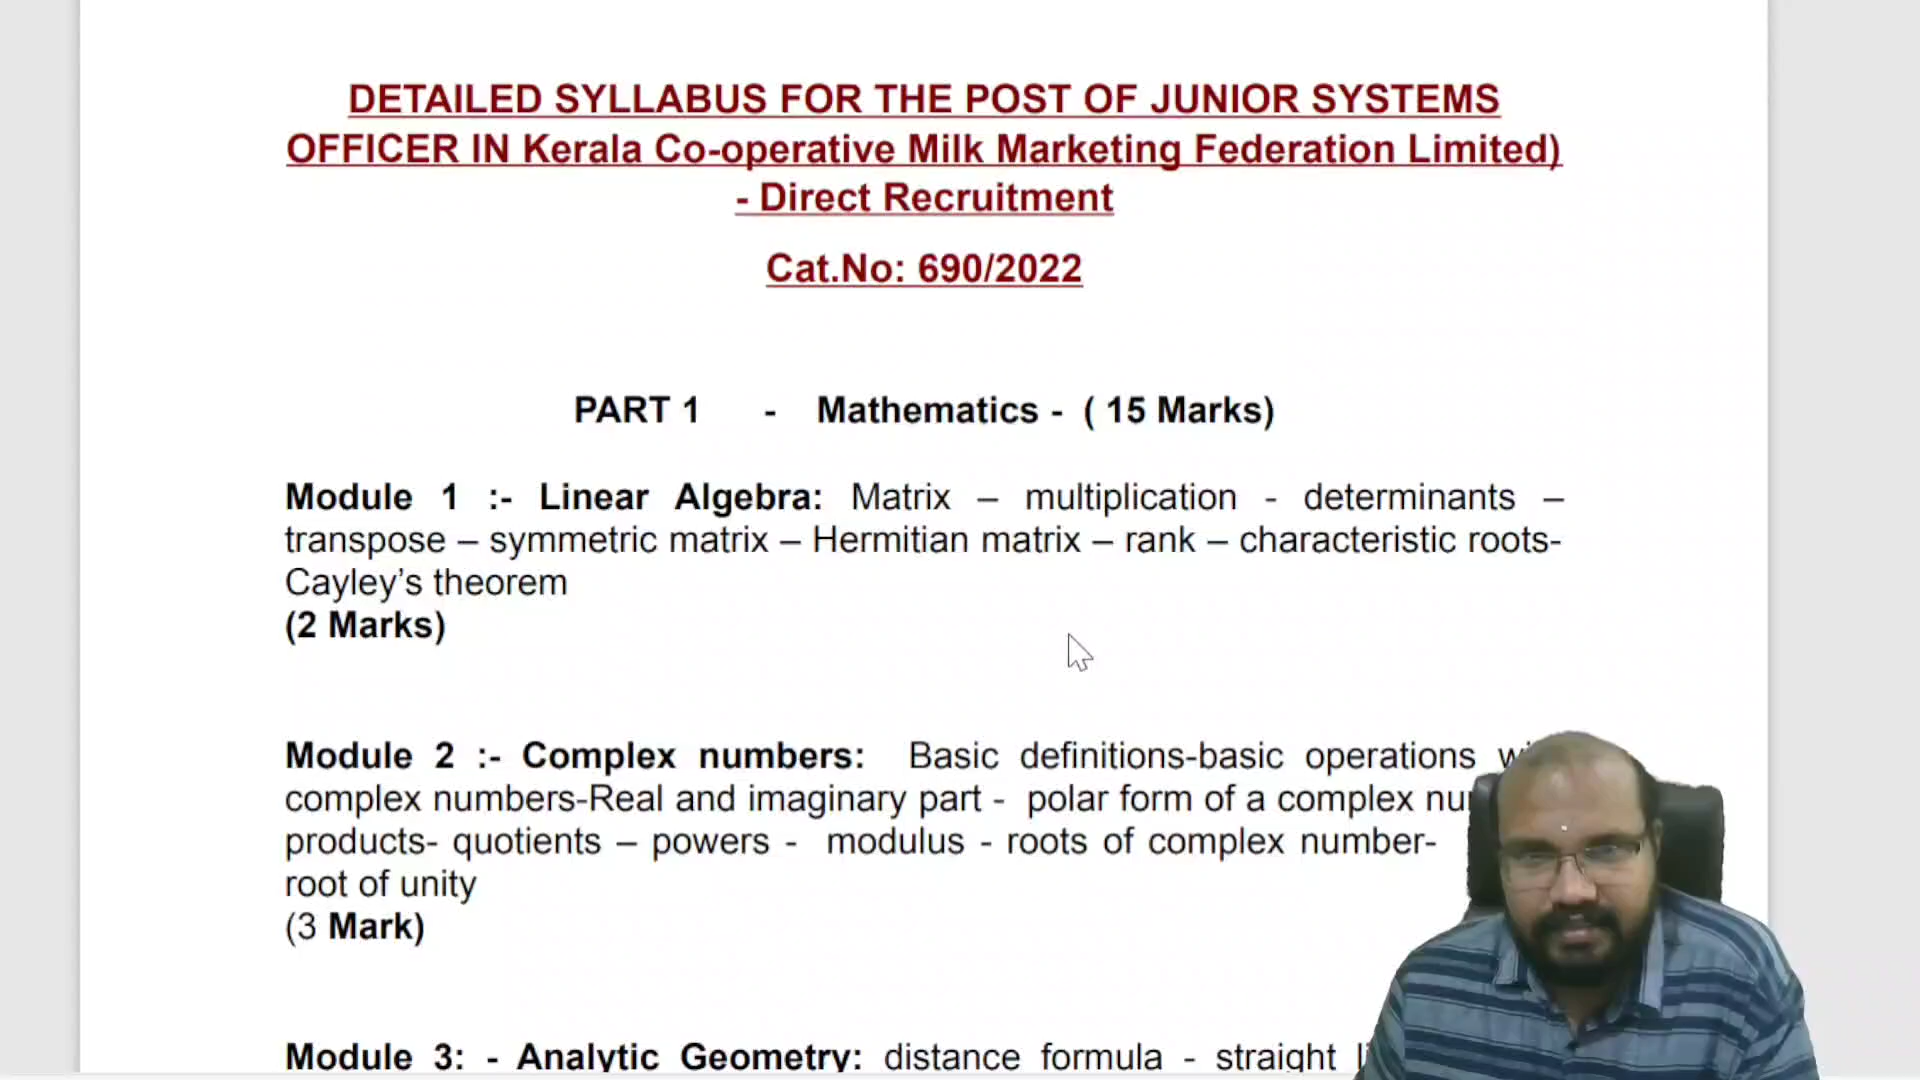 DETAILED SYLLABUS FOR THE POST OF JUNIOR SYSTEMS
OFFICER IN Kerala Co-operative Milk Marketing Federation Limited)
- Direct Recruitment
Cat.No: 690/2022
PART 1 - Mathematics - ( 15 Marks)
Module 1 :- Linear Algebra: Matrix – multiplication - determinants –
transpose – symmetric matrix – Hermitian matrix – rank – characteristic roots-
Cayley’s theorem
(2 Marks)
Module 2 :- Complex numbers: Basic definitions-basic operations
complex numbers-Real and imaginary part - polar form of a complex
products- quotients – powers - modulus - roots of complex number-
root of unity
(3 Mark)
Module 3: - Analytic Geometry: distance formula - straight